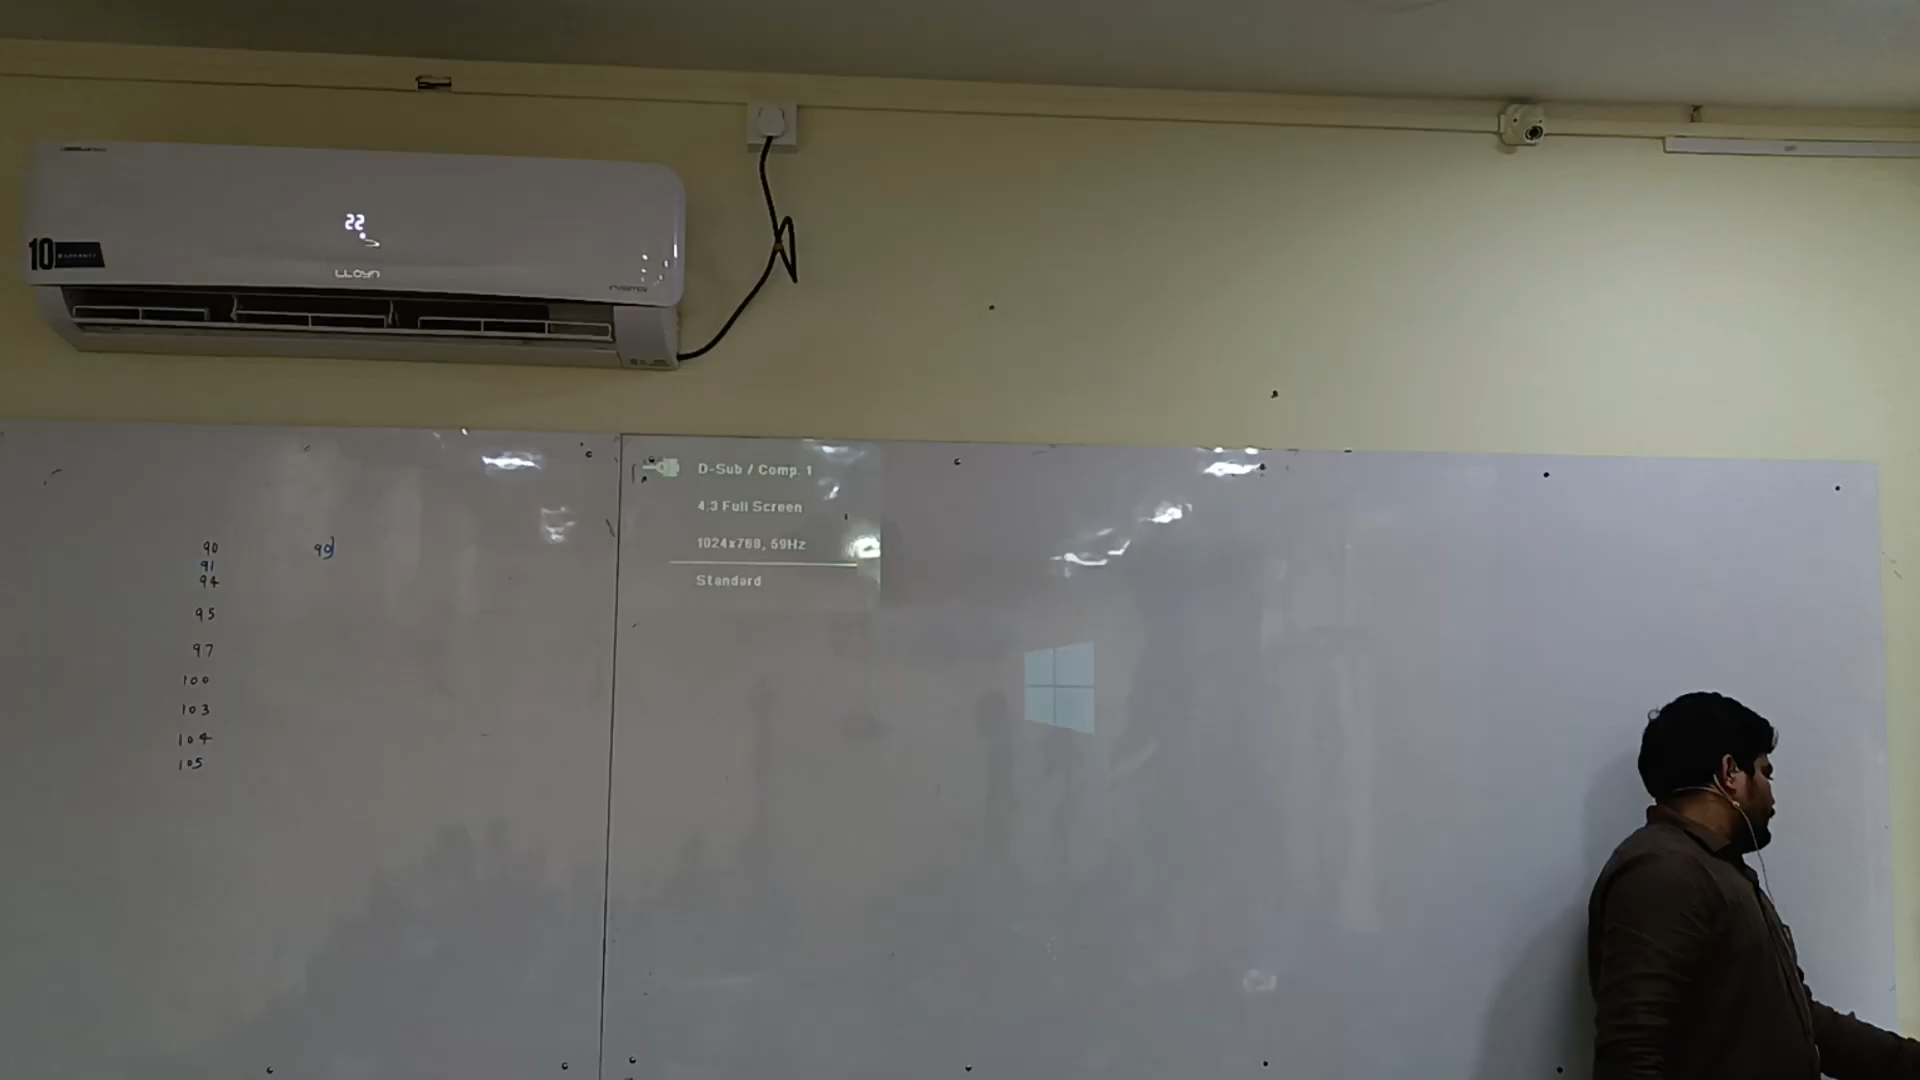 22
10
LLOYD
D-Sub / Comp. 1
4:3 Full Screen
1024x768, 59Hz
Standard
90 90
91
94
95
97
100
103
104
105